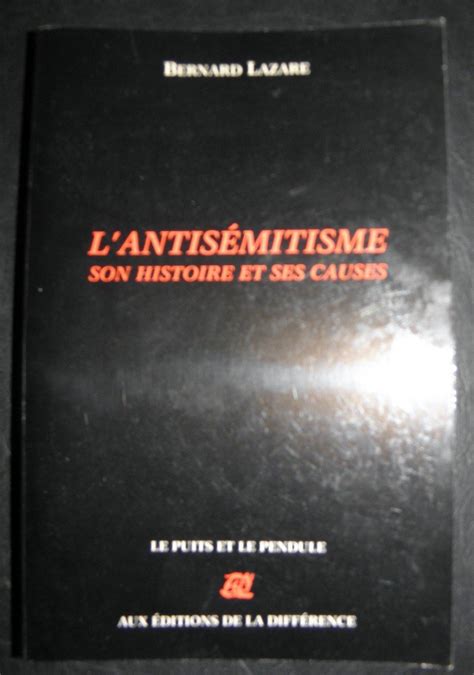 BERNARD LAZARE
L'ANTISÉMITISME
SON HISTOIRE ET SES CAUSES
LE PUITS ET LE PENDULE
AUX ÉDITIONS DE LA DIFFÉRENCE